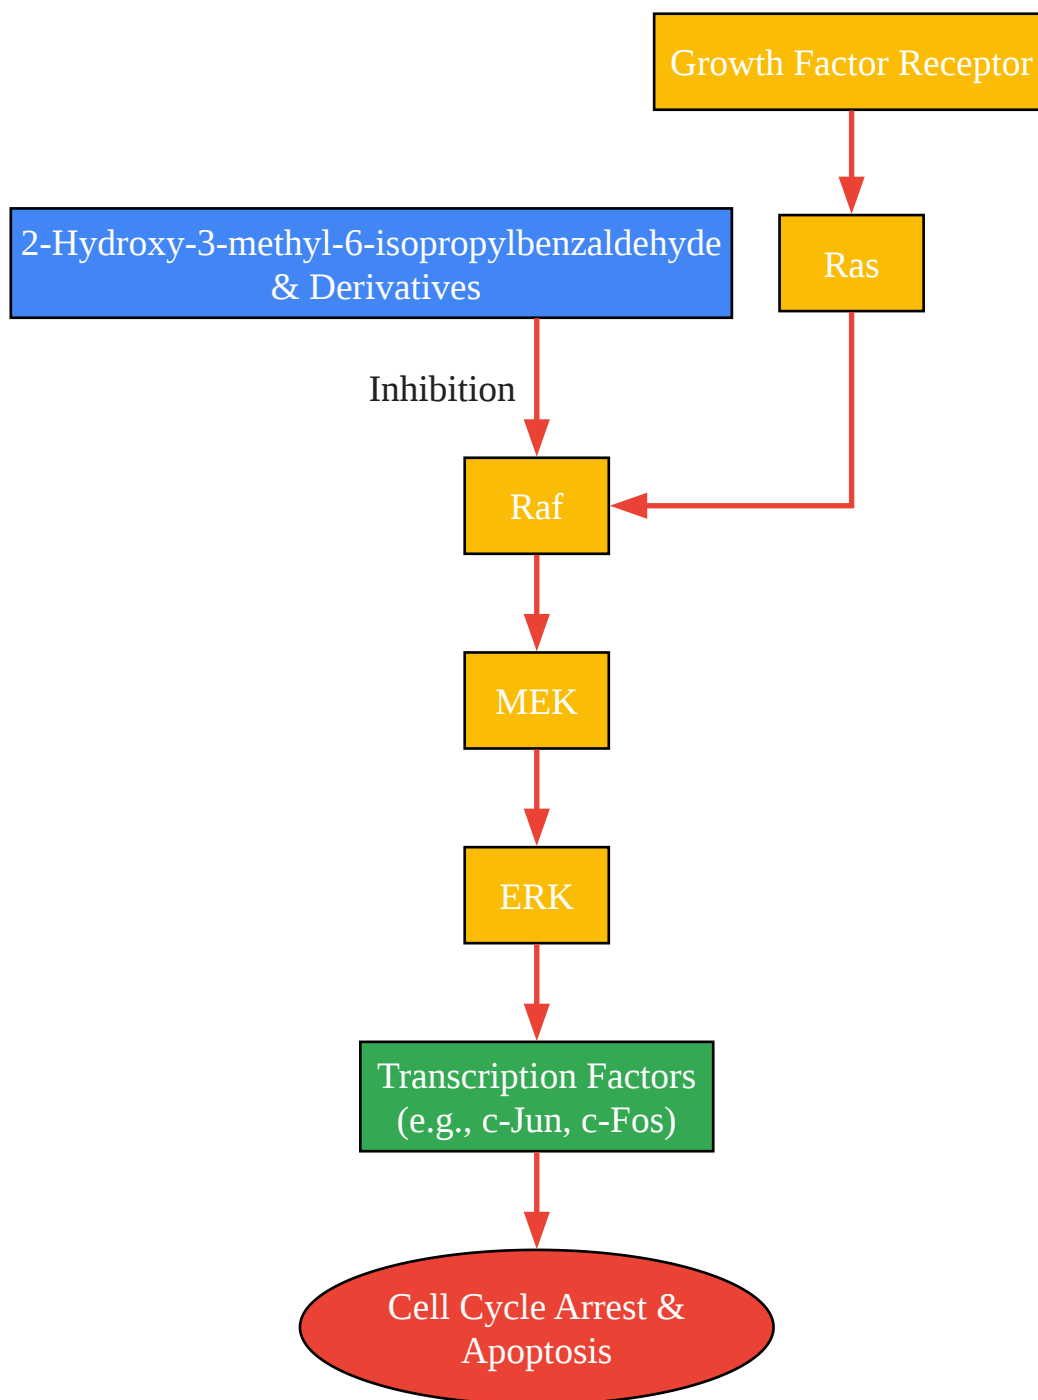 Growth Factor Receptor
2-Hydroxy-3-methyl-6-isopropylbenzaldehyde
& Derivatives
Ras
Inhibition
Raf
MEK
ERK
Transcription Factors
(e.g., c-Jun, c-Fos)
Cell Cycle Arrest &
Apoptosis